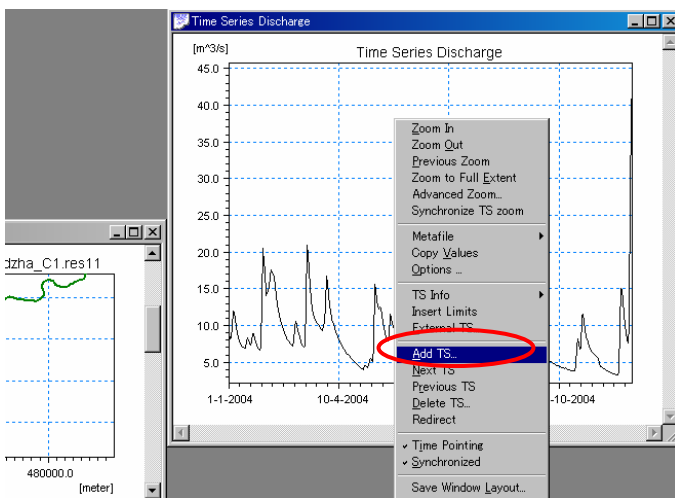 Time Series Discharge
[m^3/s]
Time Series Discharge
45.0
40.0
35.0
30.0
25.0
20.0
15.0
10.0
5.0
1-1-2004
10-4-2004
-10-2004
Zoom In
Zoom Out
Previous Zoom
Zoom to Full Extent
Advanced Zoom...
Synchronize TS zoom
Metafile
Copy Values
Options ...
TS Info
Insert Limits
External TS
Add TS...
Next TS
Previous TS
Delete TS...
Redirect
Time Pointing
Synchronized
Save Window Layout...
dzha_C1.res11
480000.0
[meter]